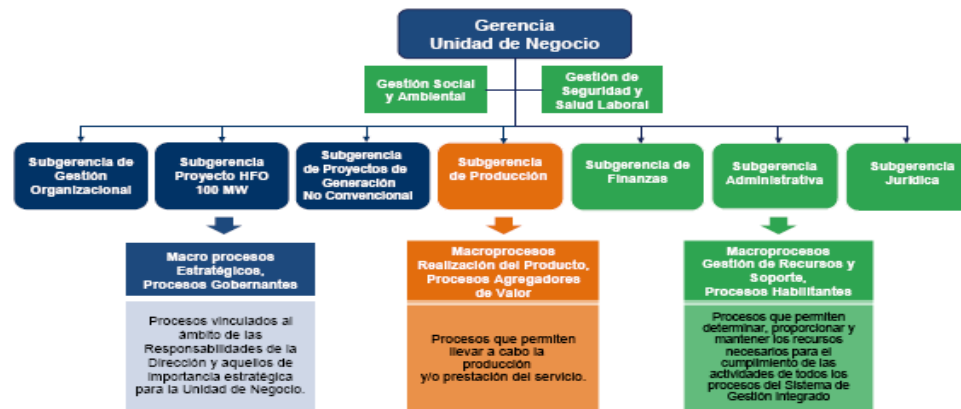 Gerencia
Unidad de Negocio
Gestión Social
y Ambiental
Gestión de
Seguridad y
Salud Laboral
Subgerencia de
Gestión
Organizacional
Subgerencia
Proyecto HFO
100 MW
Subgerencia
de Proyectos de
Generación
No Convencional
Subgerencia
de Producción
Subgerencia de
Finanzas
Subgerencia
Administrativa
Subgerencia
Jurídica
Macro procesos
Estratégicos,
Procesos Gobernantes
Procesos vinculados al
ámbito de las
Responsabilidades de la
Dirección y aquellos de
importancia estratégica
para la Unidad de Negocio.
Macroprocesos
Realización del Producto,
Procesos Agregadores
de Valor
Procesos que permiten
llevar a cabo la
producción
y/o prestación del servicio.
Macroprocesos
Gestión de Recursos y
Soporte,
Procesos Habilitantes
Procesos que permiten
determinar, proporcionar y
mantener los recursos
necesarios para el
cumplimiento de las
actividades de todos los
procesos del Sistema de
Gestión Integrado